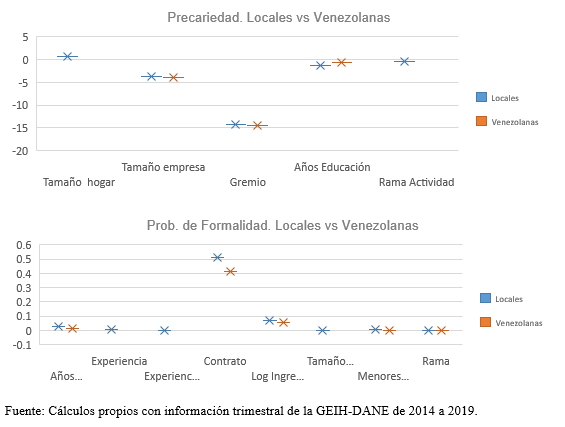 Precariedad. Locales vs Venezolanas
5
0
-5
-10
-15
-20
Tamaño empresa
Años Educación
Tamaño hogar
Gremio
Rama Actividad
Locales
Venezolanas
Prob. de Formalidad. Locales vs Venezolanas
0.6
0.5
0.4
0.3
0.2
0.1
0
-0.1
Experiencia
Contrato
Tamaño...
Rama
Años...
Experienc...
Log Ingre...
Menores...
Locales
Venezolanas
Fuente: Cálculos propios con información trimestral de la GEIH-DANE de 2014 a 2019.